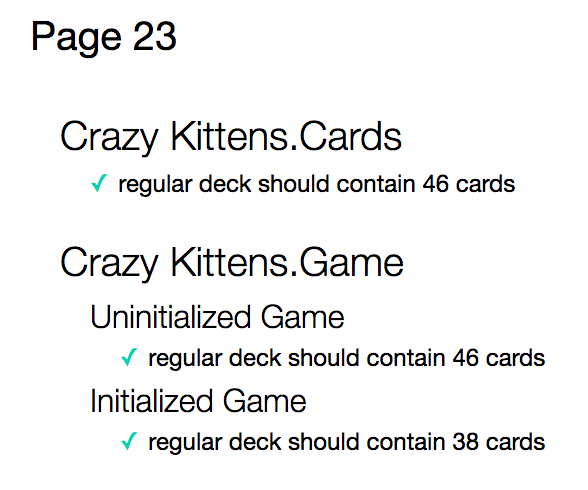 Page 23
Crazy Kittens.Cards
✓ regular deck should contain 46 cards
Crazy Kittens.Game
Uninitialized Game
✓ regular deck should contain 46 cards
Initialized Game
✓ regular deck should contain 38 cards